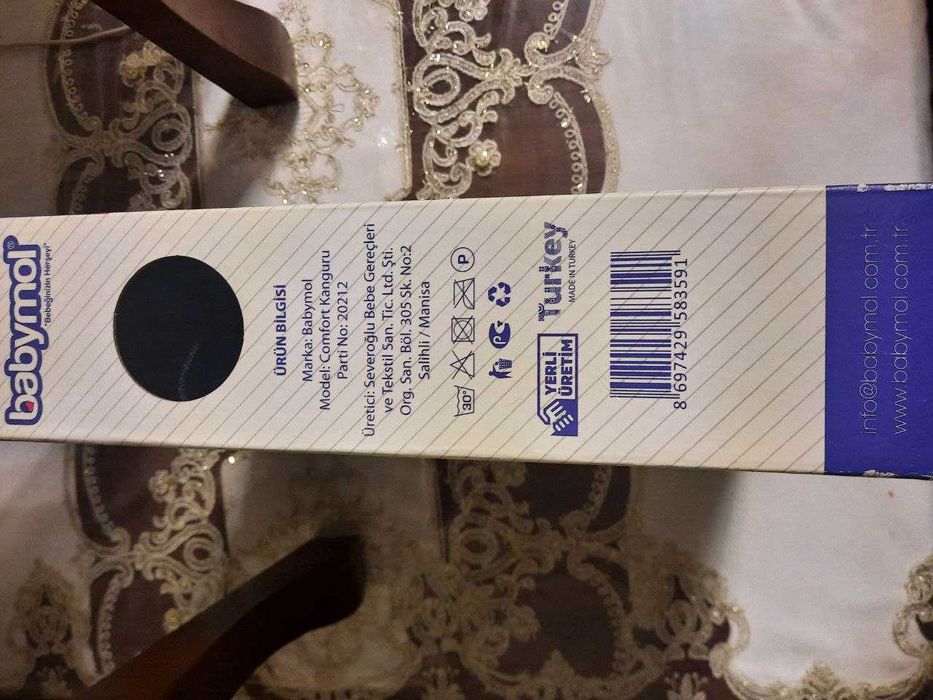 babymol®
"Bebeğinizin Herşeyi"
ÜRÜN BİLGİSİ
Marka: Babymol
Model: Comfort Kanguru
Parti No: 20212
Üretici: Severoğlu Bebe Gereçleri
ve Tekstil San. Tic. Ltd. Şti.
Org. San. Böl. 305 Sk. No:2
Salihli / Manisa
30° P
YERLİ
ÜRETİM
Türkey
MADE IN TURKEY
8 697429 583591
info@babymol.com.tr
www.babymol.com.tr